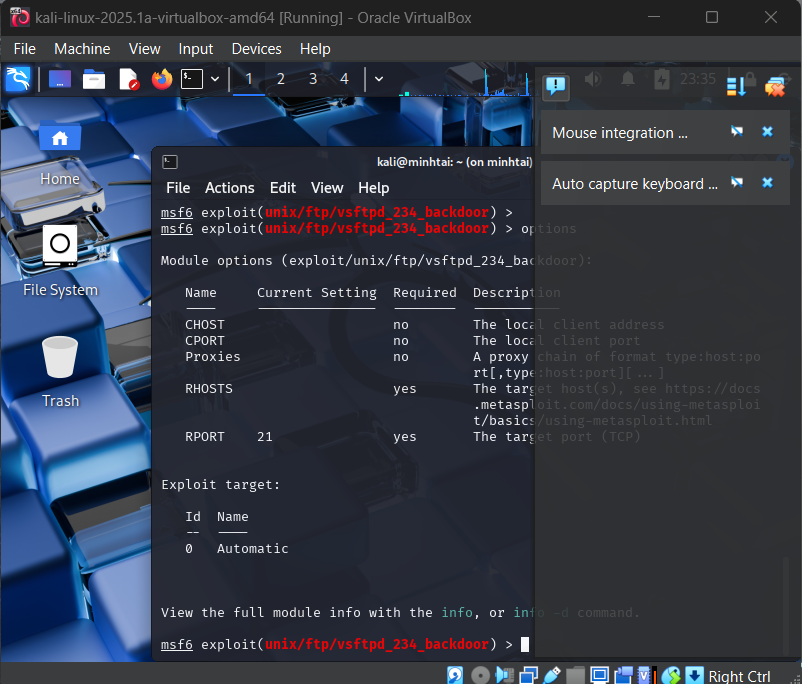 kali-linux-2025.1a-virtualbox-amd64 [Running] - Oracle VirtualBox
File Machine View Input Devices Help
1 2 3 4 23:35
Mouse integration ...
Auto capture keyboard ...
Home
File System
Trash
kali@minhtai: ~ (on minhtai)
File Actions Edit View Help
msf6 exploit(unix/ftp/vsftpd_234_backdoor) >
msf6 exploit(unix/ftp/vsftpd_234_backdoor) > options
Module options (exploit/unix/ftp/vsftpd_234_backdoor):
Name Current Setting Required Description
CHOST no The local client address
CPORT no The local client port
Proxies no A proxy chain of format type:host:po
rt[,type:host:port][...]
RHOSTS yes The target host(s), see https://docs
.metasploit.com/docs/using-metasploi
t/basics/using-metasploit.html
RPORT 21 yes The target port (TCP)
Exploit target:
Id Name
-- ----
0 Automatic
View the full module info with the info, or info -d command.
msf6 exploit(unix/ftp/vsftpd_234_backdoor) >
Right Ctrl